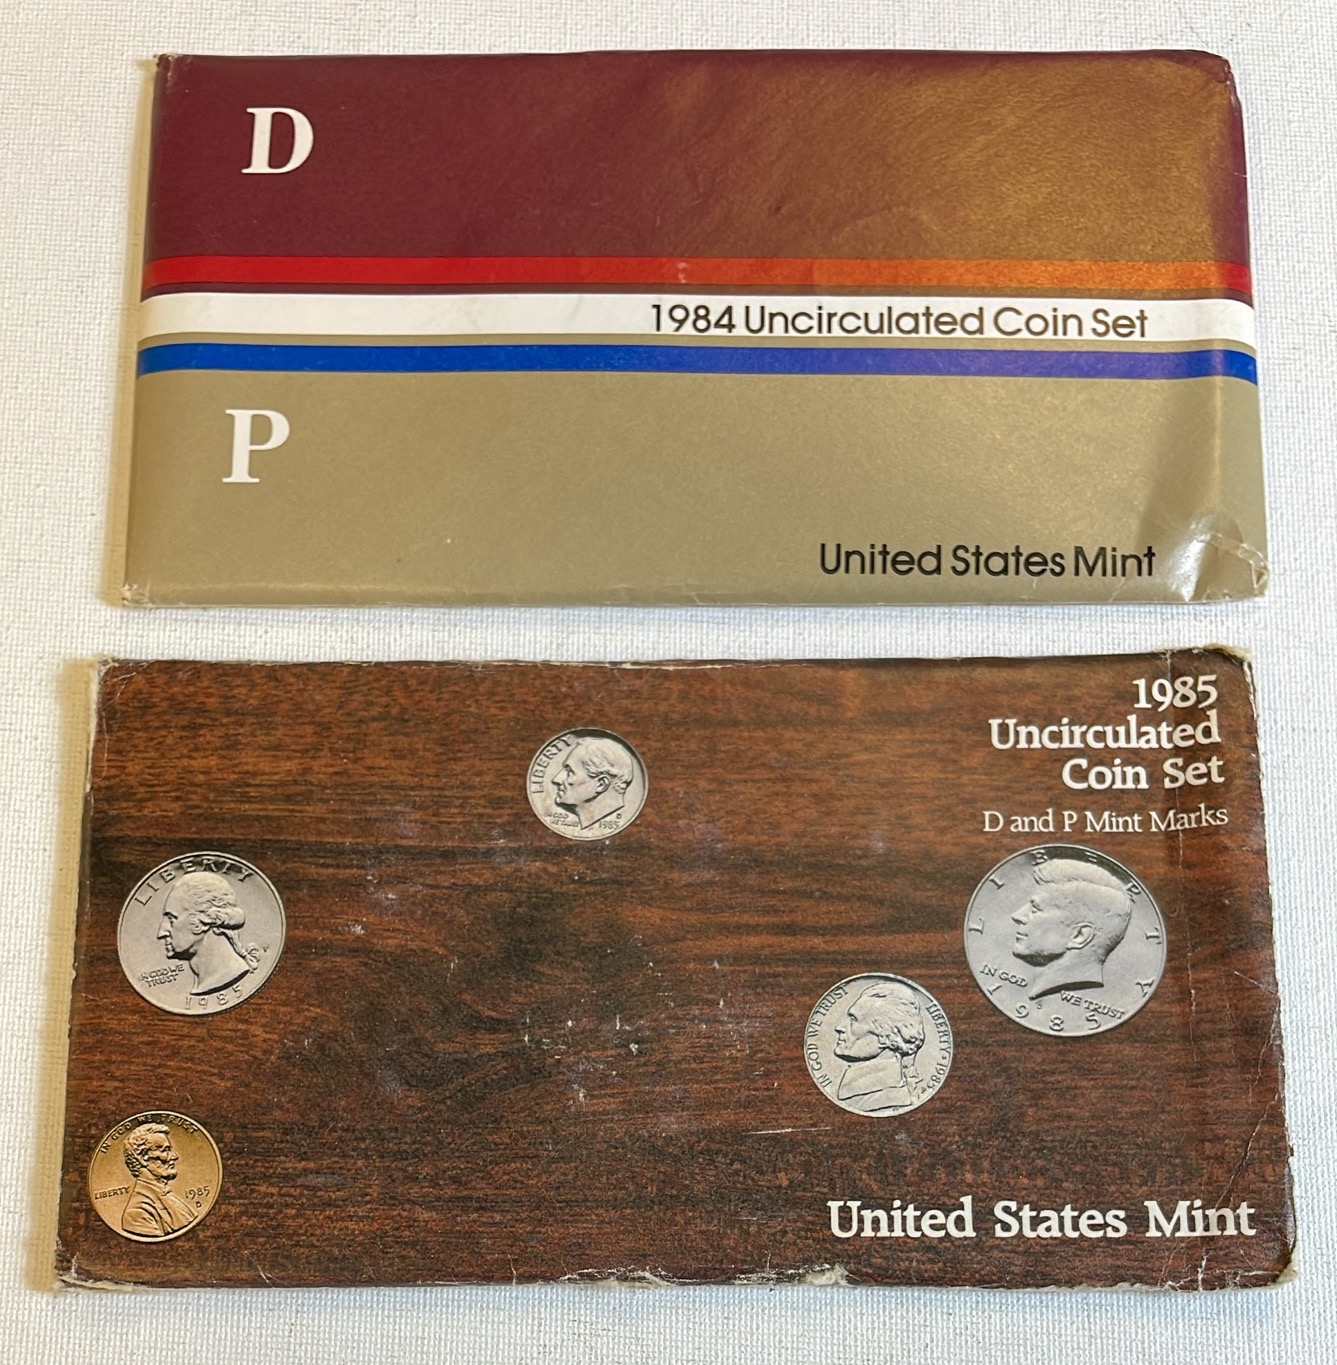 D
1984 Uncirculated Coin Set
P
United States Mint
1985
Uncirculated
Coin Set
D and P Mint Marks
LIBERTY
IN GOD
WE TRUST
D
1985
LIBERTY
IN GOD WE
TRUST
1985
LIBERTY
IN GOD
WE TRUST
1985
IN GOD WE TRUST
LIBERTY
1985
IN GOD WE TRUST
LIBERTY
1985
D
United States Mint